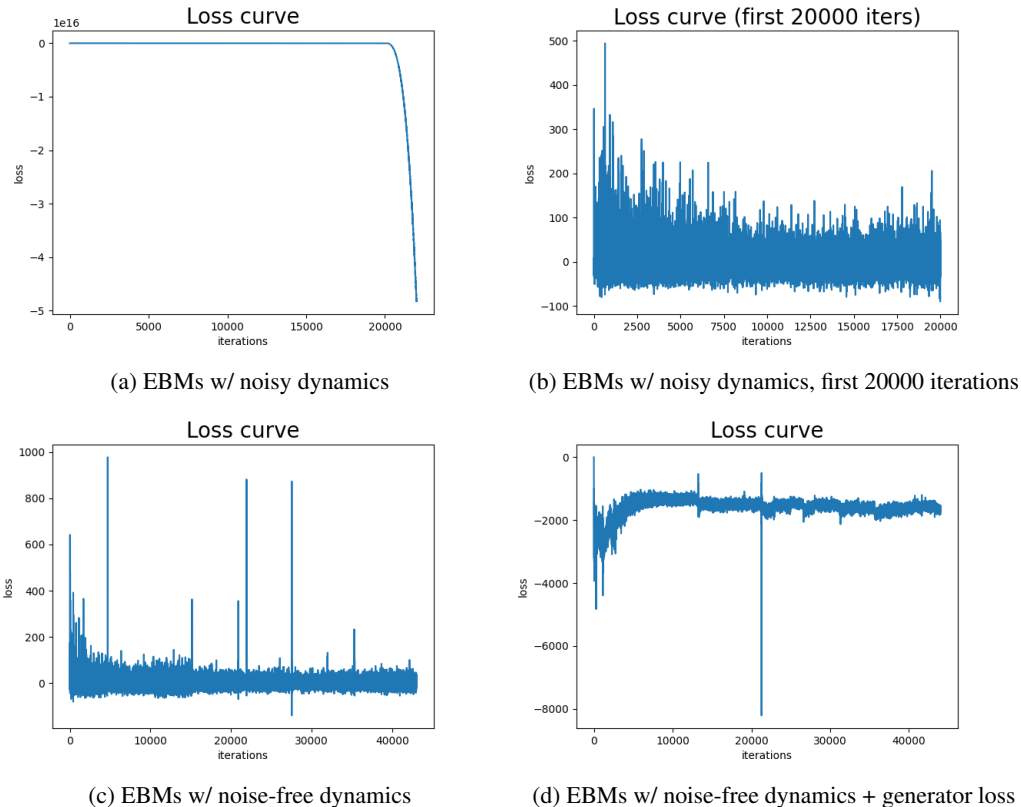 Loss curve
1e16
0
−1
−2
−3
−4
−5
loss
0 5000 10000 15000 20000
iterations
(a) EBMs w/ noisy dynamics
Loss curve (first 20000 iters)
500
400
300
200
100
0
−100
loss
0 2500 5000 7500 10000 12500 15000 17500 20000
iterations
(b) EBMs w/ noisy dynamics, first 20000 iterations
Loss curve
1000
800
600
400
200
0
loss
0 10000 20000 30000 40000
iterations
(c) EBMs w/ noise-free dynamics
Loss curve
0
−2000
−4000
−6000
−8000
loss
0 10000 20000 30000 40000
iterations
(d) EBMs w/ noise-free dynamics + generator loss